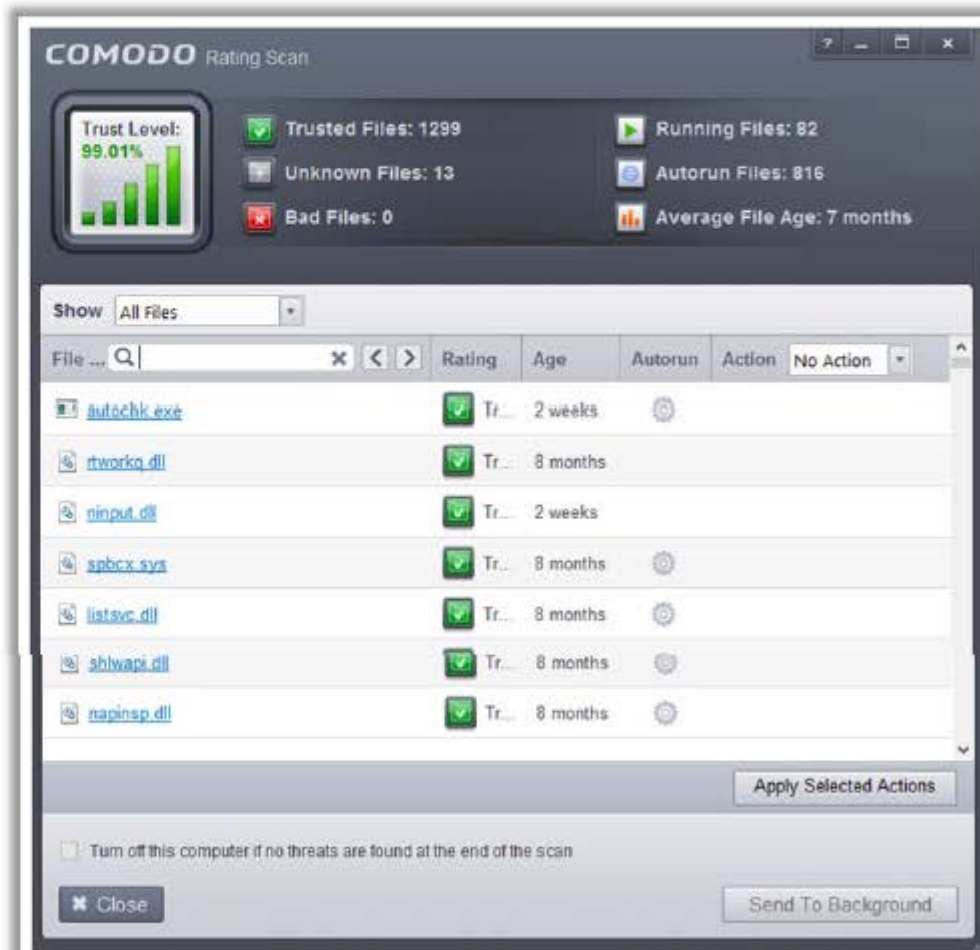 COMODO Rating Scan
Trust Level:
99.01%
Trusted Files: 1299
Unknown Files: 13
Bad Files: 0
Running Files: 82
Autorun Files: 816
Average File Age: 7 months
Show All Files
File ... Rating Age Autorun Action No Action
autochk.exe Tr... 2 weeks
rtworkq.dll Tr... 8 months
ninput.dll Tr... 2 weeks
spbcx.sys Tr... 8 months
listsvc.dll Tr... 8 months
shlwapi.dll Tr... 8 months
napinsp.dll Tr... 8 months
Apply Selected Actions
Turn off this computer if no threats are found at the end of the scan
Close
Send To Background